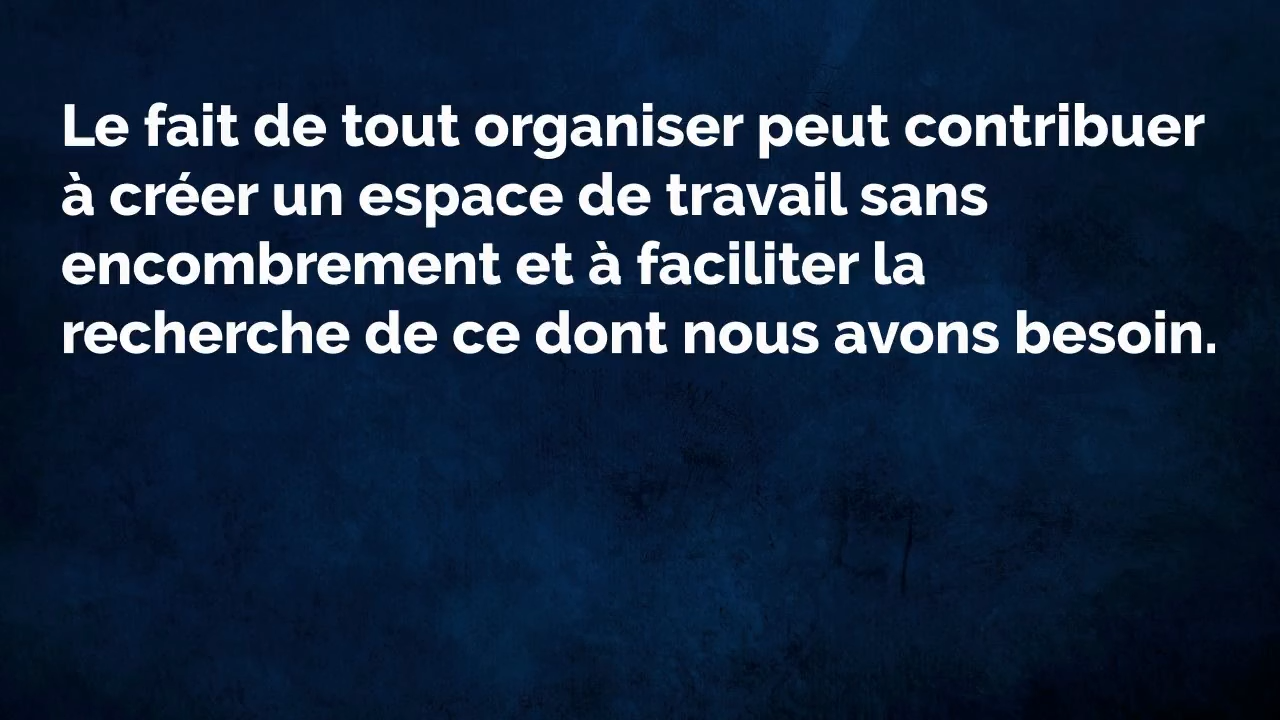 Le fait de tout organiser peut contribuer
à créer un espace de travail sans
encombrement et à faciliter la
recherche de ce dont nous avons besoin.